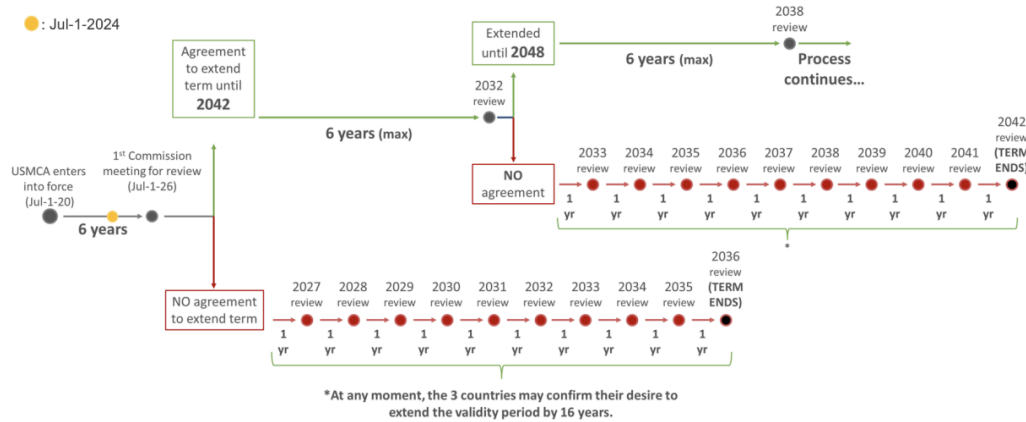 : Jul-1-2024
Agreement
to extend
term until
2042
Extended
until 2048
2038
review
6 years (max)
Process
continues…
2032
review
6 years (max)
USMCA enters
into force
(Jul-1-20)
1st Commission
meeting for review
(Jul-1-26)
6 years
NO
agreement
2033
review
2034
review
2035
review
2036
review
2037
review
2038
review
2039
review
2040
review
2041
review
2042
review
(TERM
ENDS)
1
yr
1
yr
1
yr
1
yr
1
yr
1
yr
1
yr
1
yr
1
yr
1
yr
*
NO agreement
to extend term
2027
review
2028
review
2029
review
2030
review
2031
review
2032
review
2033
review
2034
review
2035
review
2036
review
(TERM
ENDS)
1
yr
1
yr
1
yr
1
yr
1
yr
1
yr
1
yr
1
yr
1
yr
1
yr
*At any moment, the 3 countries may confirm their desire to
extend the validity period by 16 years.